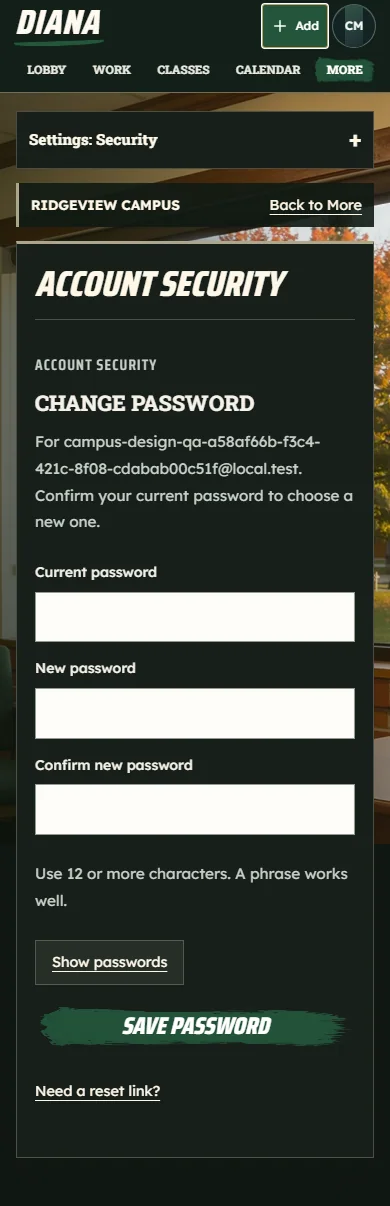 DIANA
+ Add
CM
LOBBY WORK CLASSES CALENDAR MORE
Settings: Security +
RIDGEVIEW CAMPUS Back to More
ACCOUNT SECURITY
ACCOUNT SECURITY
CHANGE PASSWORD
For campus-design-qa-a58af66b-f3c4-
421c-8f08-cdabab00c51f@local.test.
Confirm your current password to choose a
new one.
Current password
New password
Confirm new password
Use 12 or more characters. A phrase works
well.
Show passwords
SAVE PASSWORD
Need a reset link?